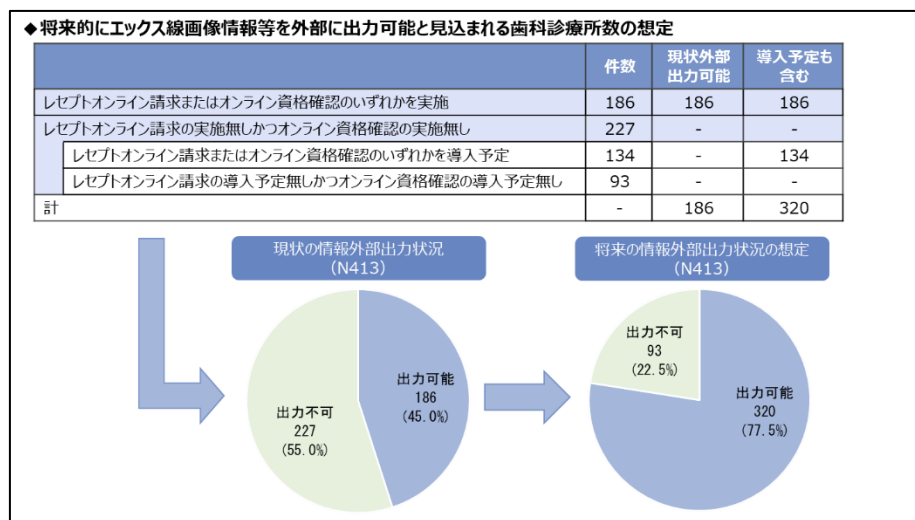 ◆将来的にエックス線画像情報等を外部に出力可能と見込まれる歯科診療所数の想定
件数 現状外部出力可能 導入予定も含む
レセプトオンライン請求またはオンライン資格確認のいずれかを実施 186 186 186
レセプトオンライン請求の実施無しかつオンライン資格確認の実施無し 227 - -
レセプトオンライン請求またはオンライン資格確認のいずれかを導入予定 134 - 134
レセプトオンライン請求の導入予定無しかつオンライン資格確認の導入予定無し 93 - -
計 - 186 320
現状の情報外部出力状況
(N413)
出力可能
186
(45.0%)
出力不可
227
(55.0%)
将来の情報外部出力状況の想定
(N413)
出力不可
93
(22.5%)
出力可能
320
(77.5%)